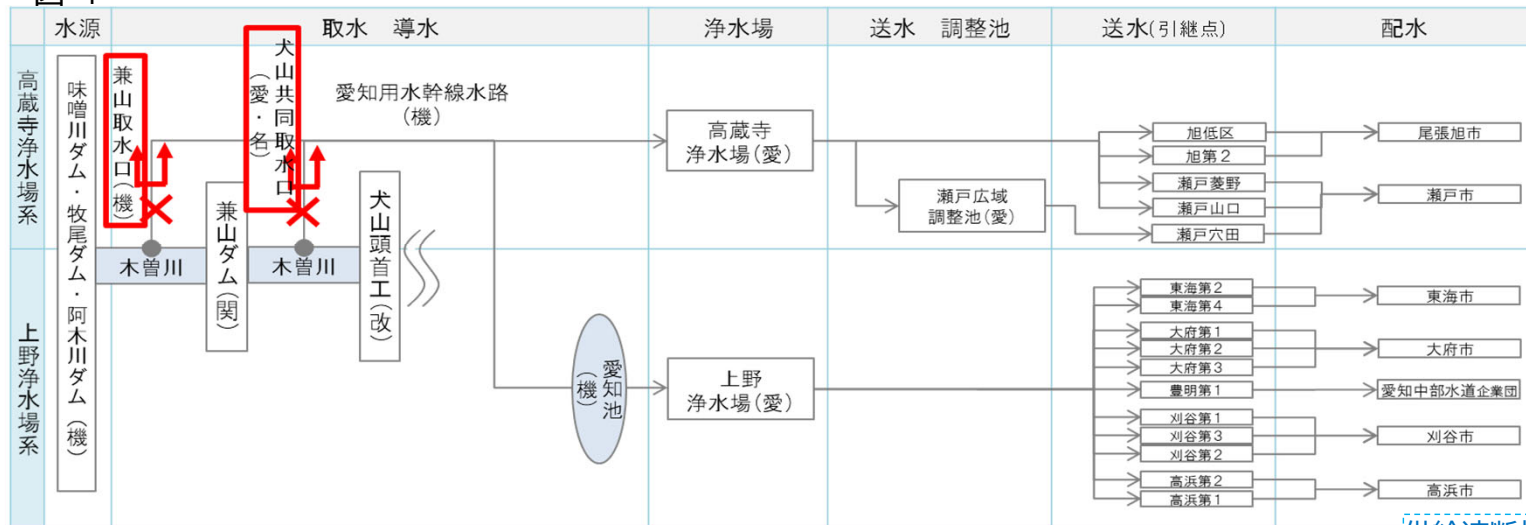 水源
取水　導水
浄水場
送水　調整池
送水(引継点)
配水
高蔵寺浄水場系
上野浄水場系
味噌川ダム・牧尾ダム・阿木川ダム（機）
兼山取水口（機）
犬山共同取水口
（愛・名）
愛知用水幹線水路
(機)
木曽川
兼山ダム（関）
木曽川
犬山頭首工（改）
愛知池
（機）
高蔵寺
浄水場(愛)
上野
浄水場(愛)
瀬戸広域
調整池(愛)
旭低区
旭第2
瀬戸菱野
瀬戸山口
瀬戸穴田
東海第2
東海第4
大府第1
大府第2
大府第3
豊明第1
刈谷第1
刈谷第3
刈谷第2
高浜第2
高浜第1
尾張旭市
瀬戸市
東海市
大府市
愛知中部水道企業団
刈谷市
高浜市